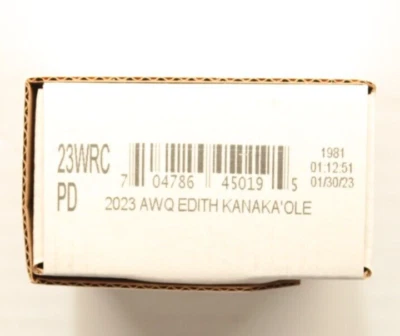 23WRC
PD
7 04786 45019 5
2023 AWQ EDITH KANAKA'OLE
1981
01:12:51
01/30/23